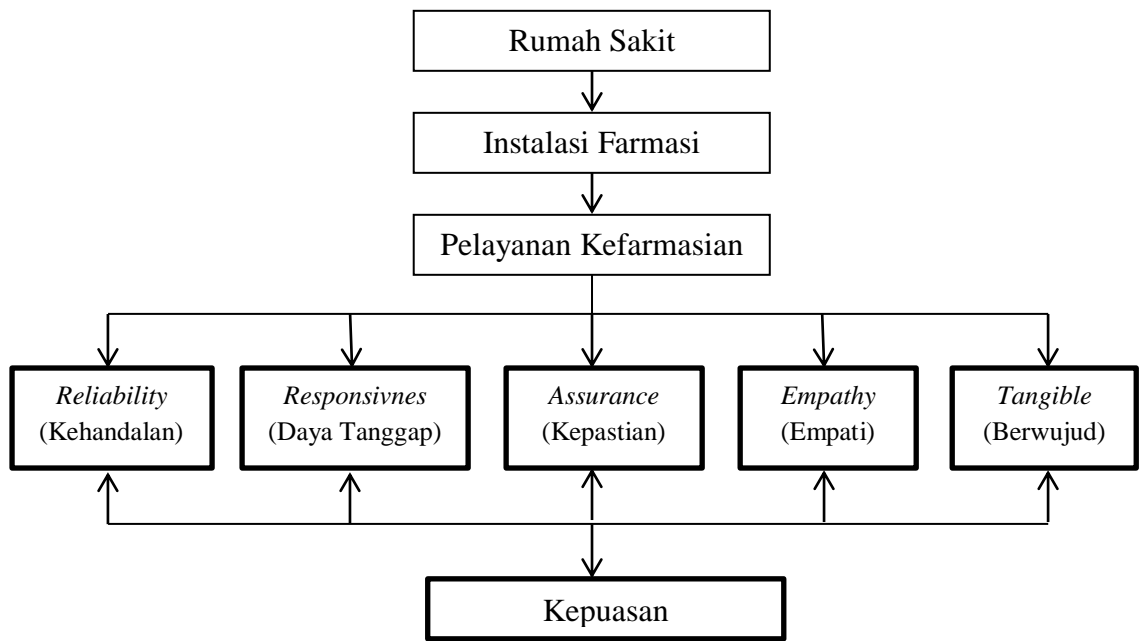 Rumah Sakit
Instalasi Farmasi
Pelayanan Kefarmasian
Reliability
(Kehandalan)
Responsivnes
(Daya Tanggap)
Assurance
(Kepastian)
Empathy
(Empati)
Tangible
(Berwujud)
Kepuasan